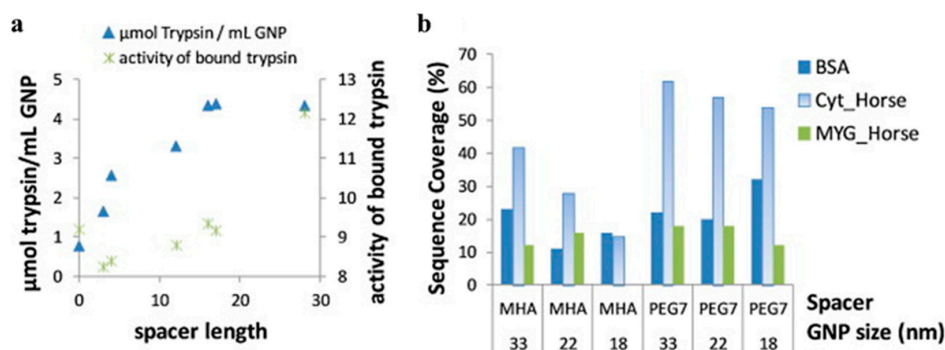 a
μmol Trypsin / mL GNP
activity of bound trypsin
μmol trypsin/mL GNP
5
4
3
2
1
0
13
12
11
10
9
8
activity of bound trypsin
0 10 20 30
spacer length
b
Sequence Coverage (%)
70
60
50
40
30
20
10
0
BSA
Cyt_Horse
MYG_Horse
MHA MHA MHA PEG7 PEG7 PEG7 Spacer
33 22 18 33 22 18 GNP size (nm)